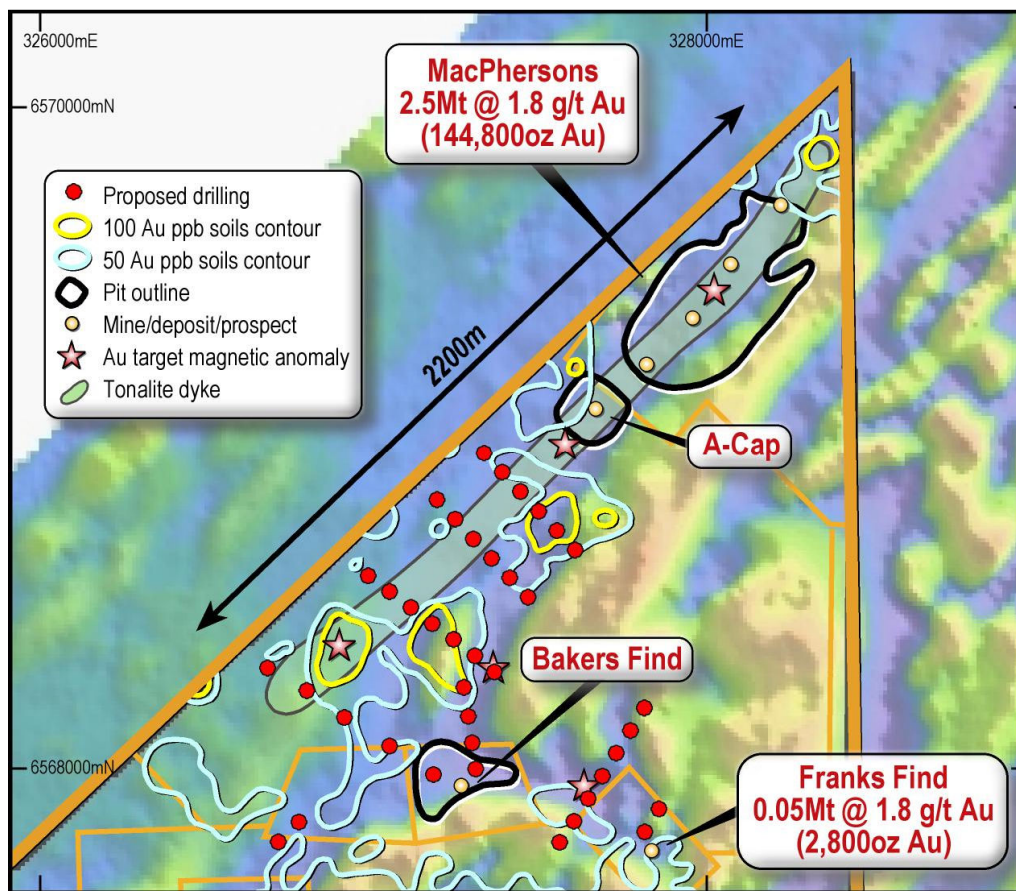 326000mE
328000mE
6570000mN
MacPhersons
2.5Mt @ 1.8 g/t Au
(144,800oz Au)
Proposed drilling
100 Au ppb soils contour
50 Au ppb soils contour
Pit outline
Mine/deposit/prospect
Au target magnetic anomaly
Tonalite dyke
2200m
A-Cap
Bakers Find
6568000mN
Franks Find
0.05Mt @ 1.8 g/t Au
(2,800oz Au)